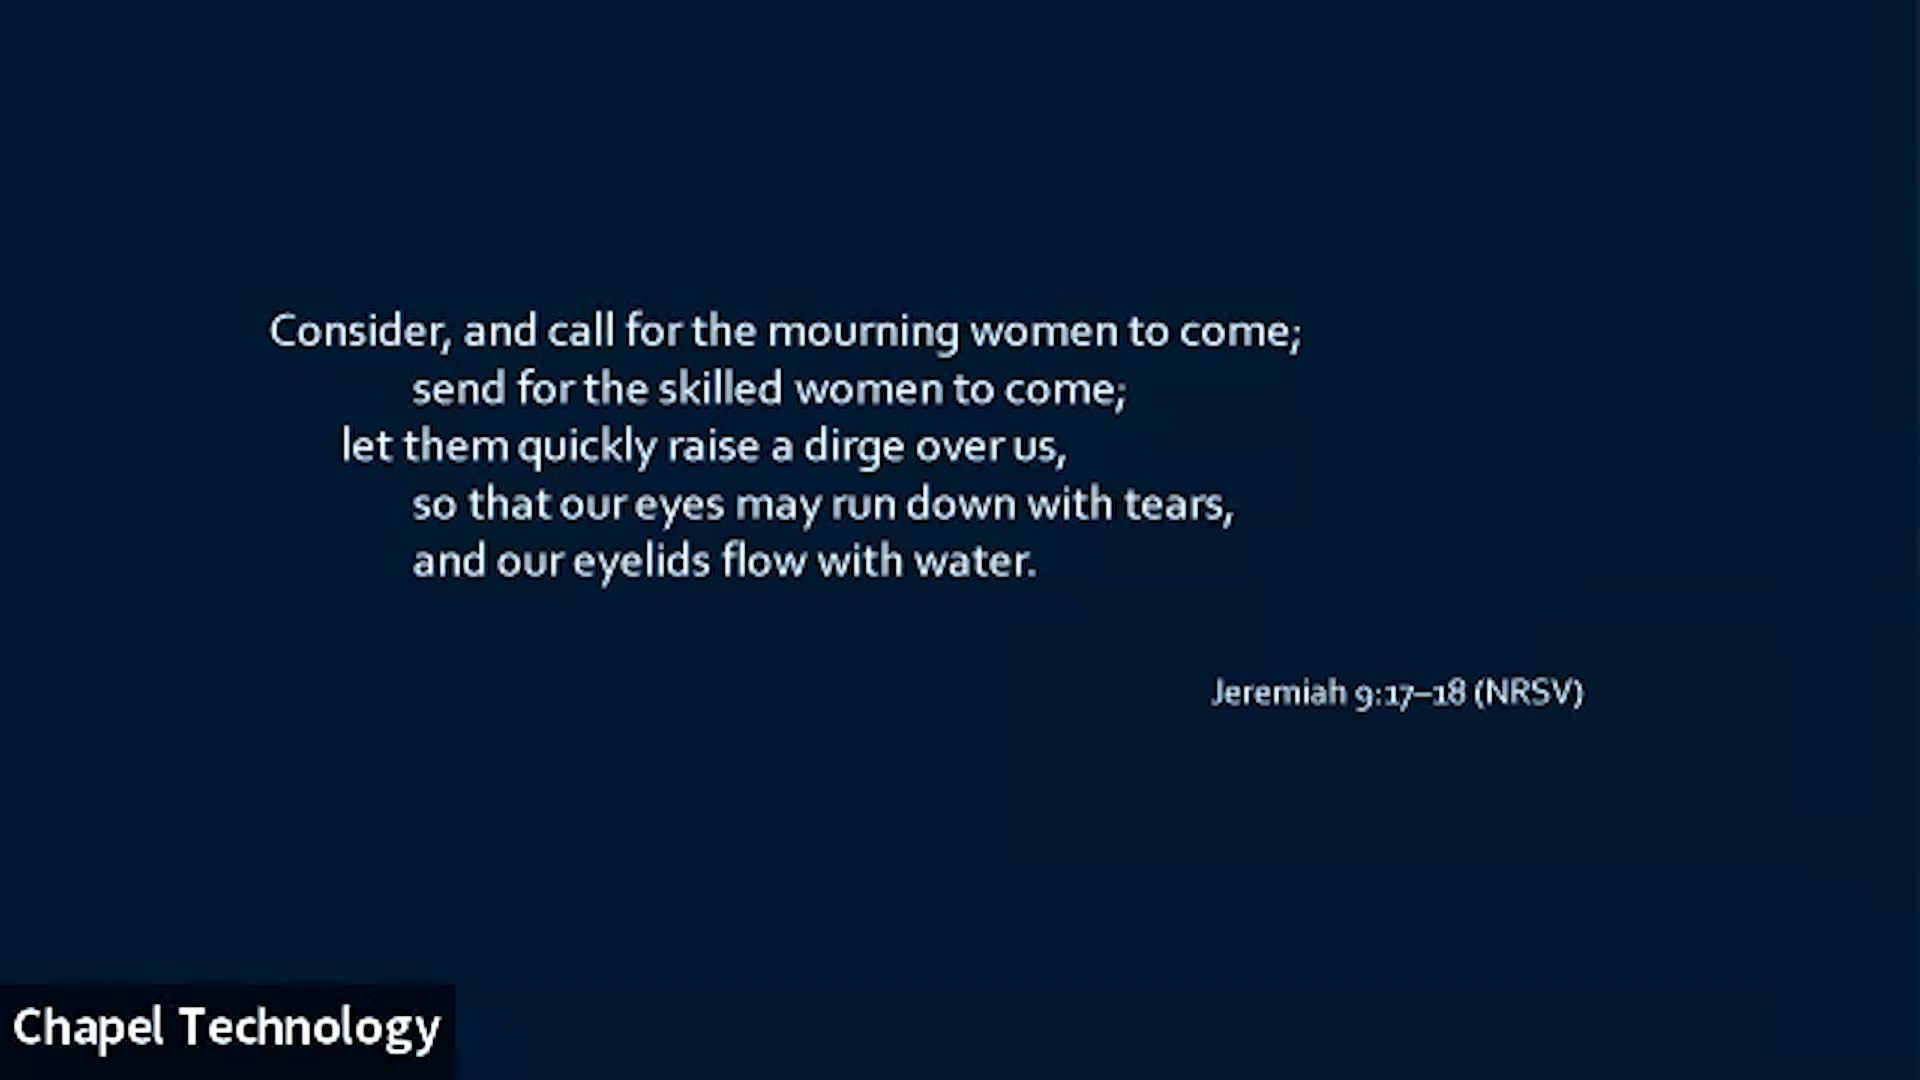 Consider, and call for the mourning women to come;
send for the skilled women to come;
let them quickly raise a dirge over us,
so that our eyes may run down with tears,
and our eyelids flow with water.
Jeremiah 9:17–18 (NRSV)
Chapel Technology